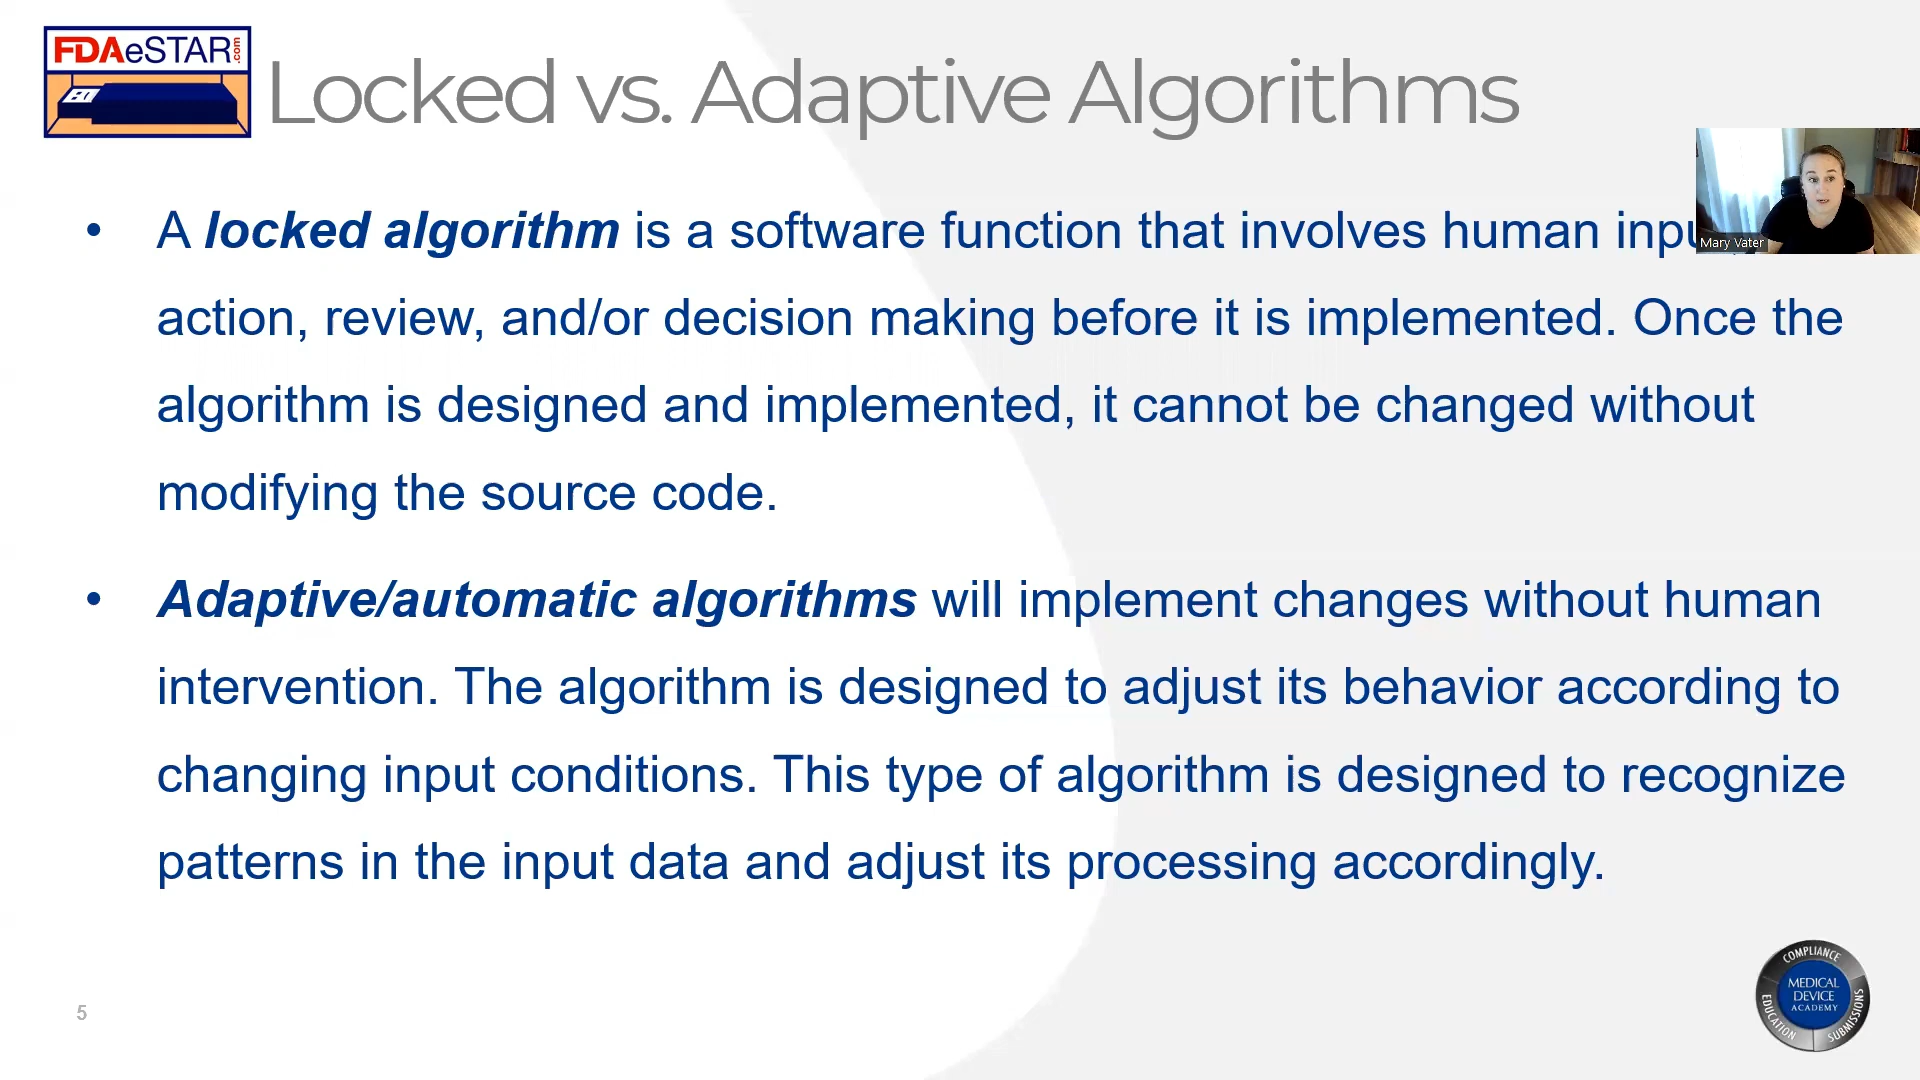 FDAeSTAR.com
Locked vs. Adaptive Algorithms
• A locked algorithm is a software function that involves human
action, review, and/or decision making before it is implemented. Once the
algorithm is designed and implemented, it cannot be changed without
modifying the source code.
• Adaptive/automatic algorithms will implement changes without human
intervention. The algorithm is designed to adjust its behavior according to
changing input conditions. This type of algorithm is designed to recognize
patterns in the input data and adjust its processing accordingly.
Mary Vater
5
COMPLIANCE
MEDICAL
DEVICE
ACADEMY
EDUCATION
SUBMISSIONS